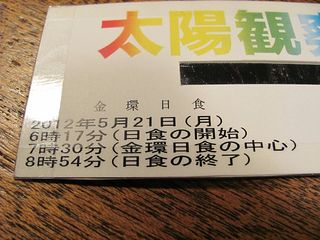 太陽観察
金環日食
2012年5月21日(月)
6時17分(日食の開始)
7時30分(金環日食の中心)
8時54分(日食の終了)